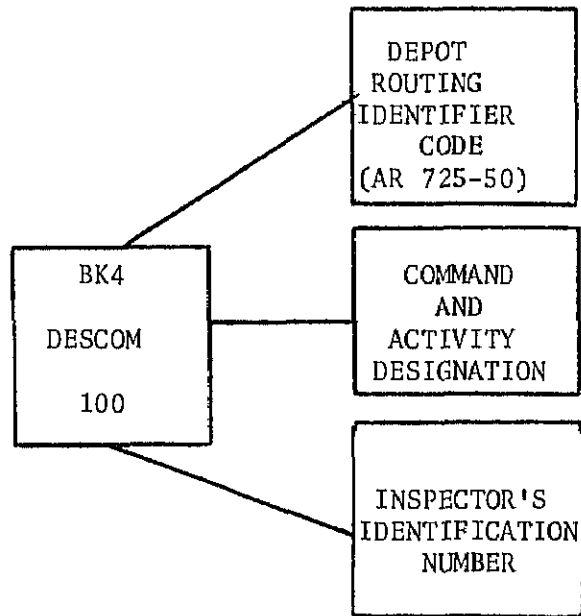 DEPOT
ROUTING
IDENTIFIER
CODE
(AR 725-50)
BK4
DESCOM
100
COMMAND
AND
ACTIVITY
DESIGNATION
INSPECTOR'S
IDENTIFICATION
NUMBER